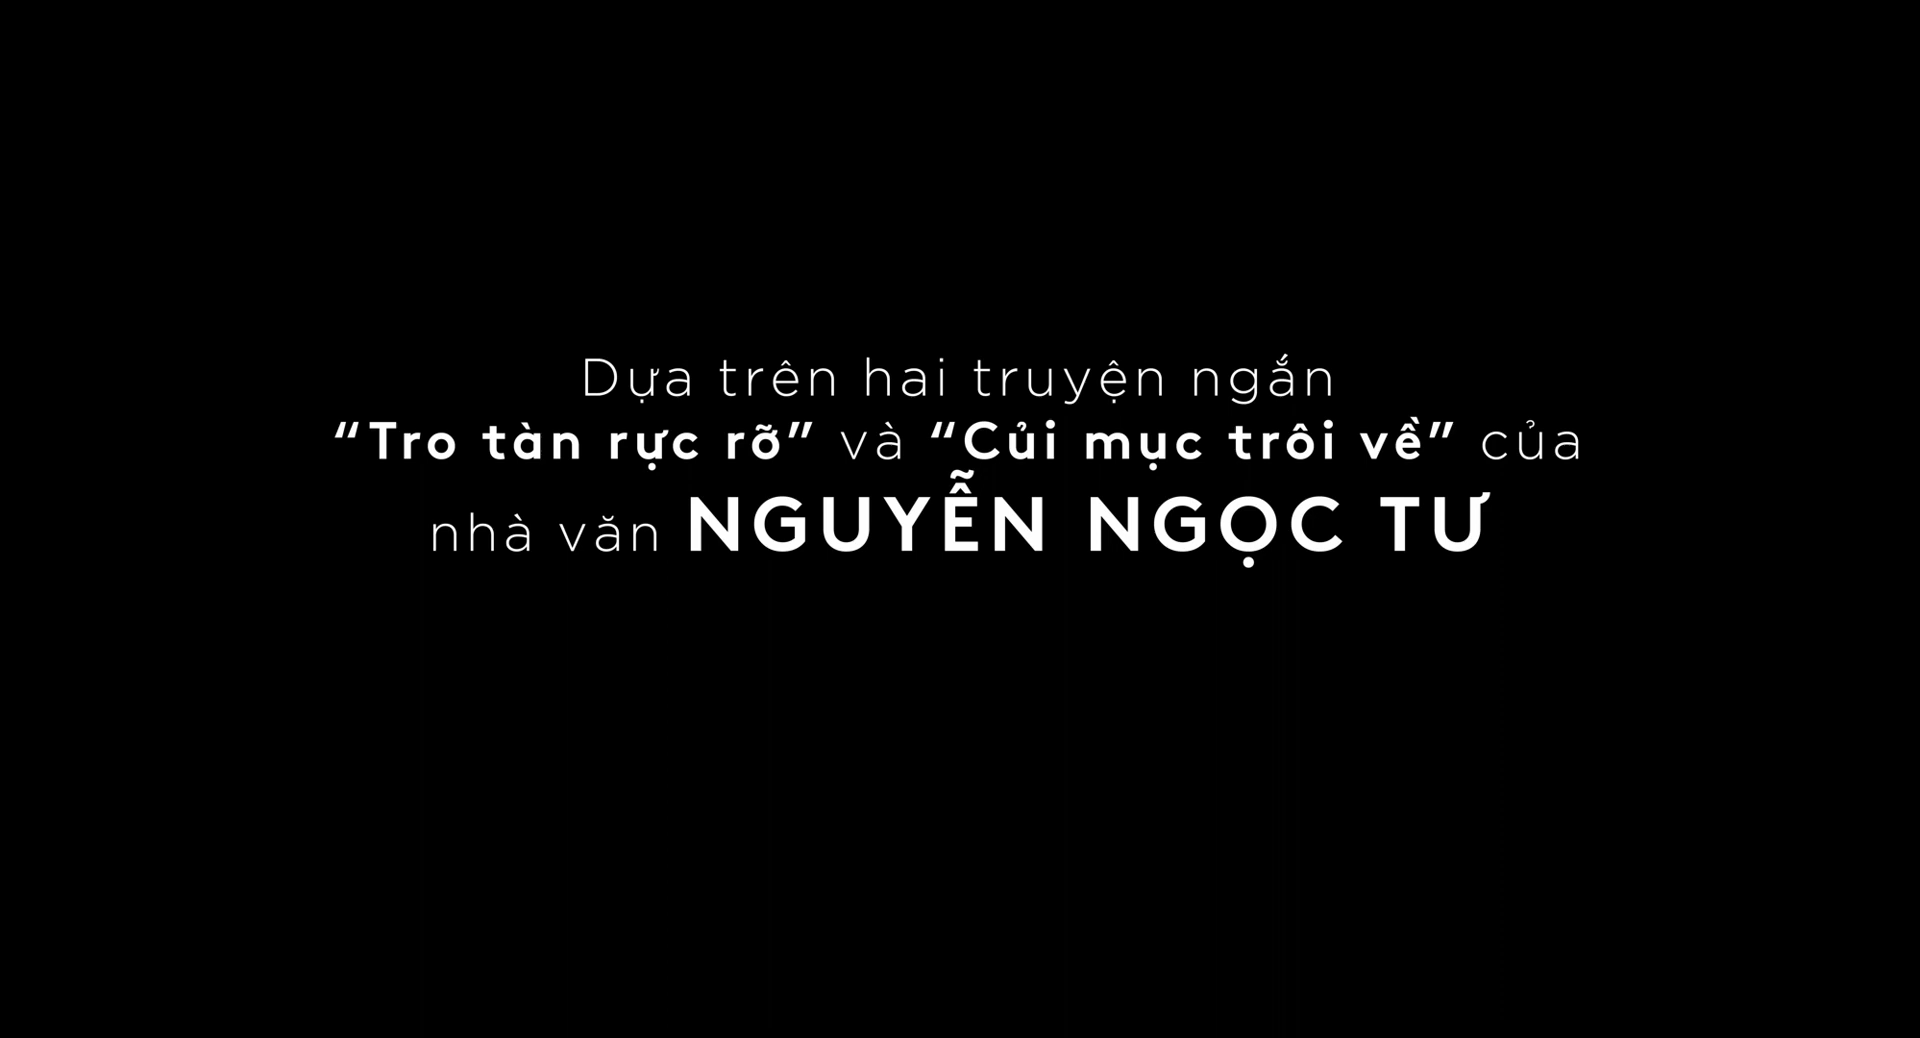 Dựa trên hai truyện ngắn
“Tro tàn rực rỡ” và “Củi mục trôi về” của
nhà văn NGUYỄN NGỌC TƯ